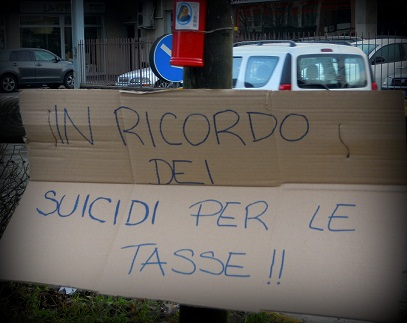 ¡IN RICORDO
DEI
SUICIDI PER LE
TASSE!!